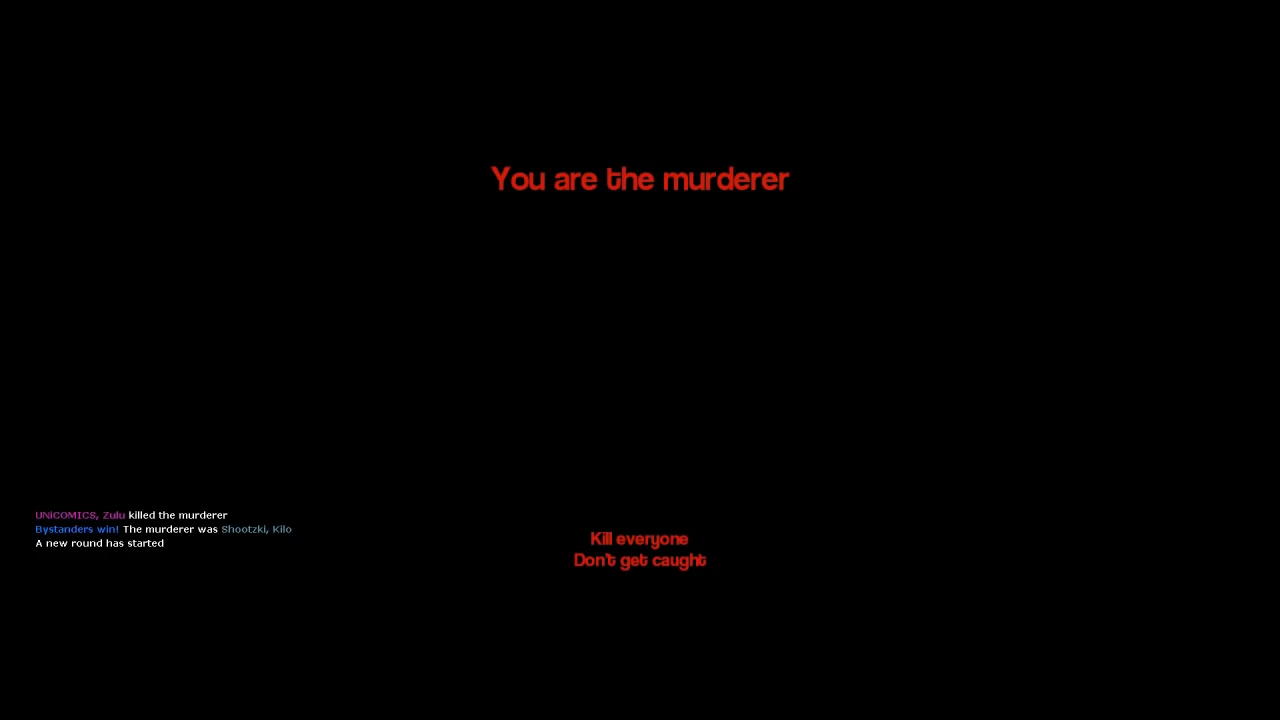 You are the murderer
UNiCOMICS, Zulu killed the murderer
Bystanders win! The murderer was Shootzki, Kilo
A new round has started
Kill everyone
Don't get caught